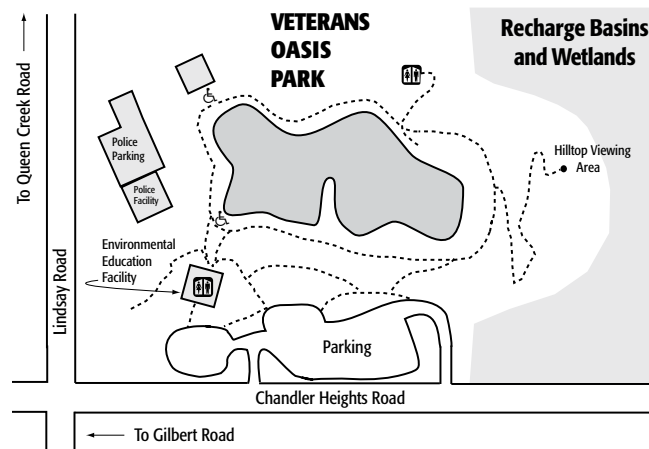 VETERANS
OASIS
PARK
Recharge Basins
and Wetlands
To Queen Creek Road
Police
Parking
Police
Facility
Hilltop Viewing
Area
Environmental
Education
Facility
Lindsay Road
Parking
Chandler Heights Road
To Gilbert Road